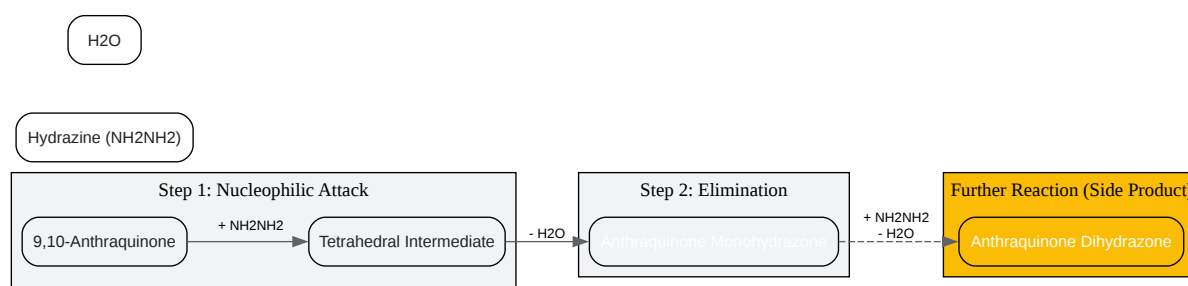 H2O
Hydrazine (NH2NH2)
Step 1: Nucleophilic Attack
Step 2: Elimination
Further Reaction (Side Product)
9,10-Anthraquinone
+ NH2NH2
Tetrahedral Intermediate
- H2O
Anthraquinone Monohydrazone
+ NH2NH2
- H2O
Anthraquinone Dihydrazone